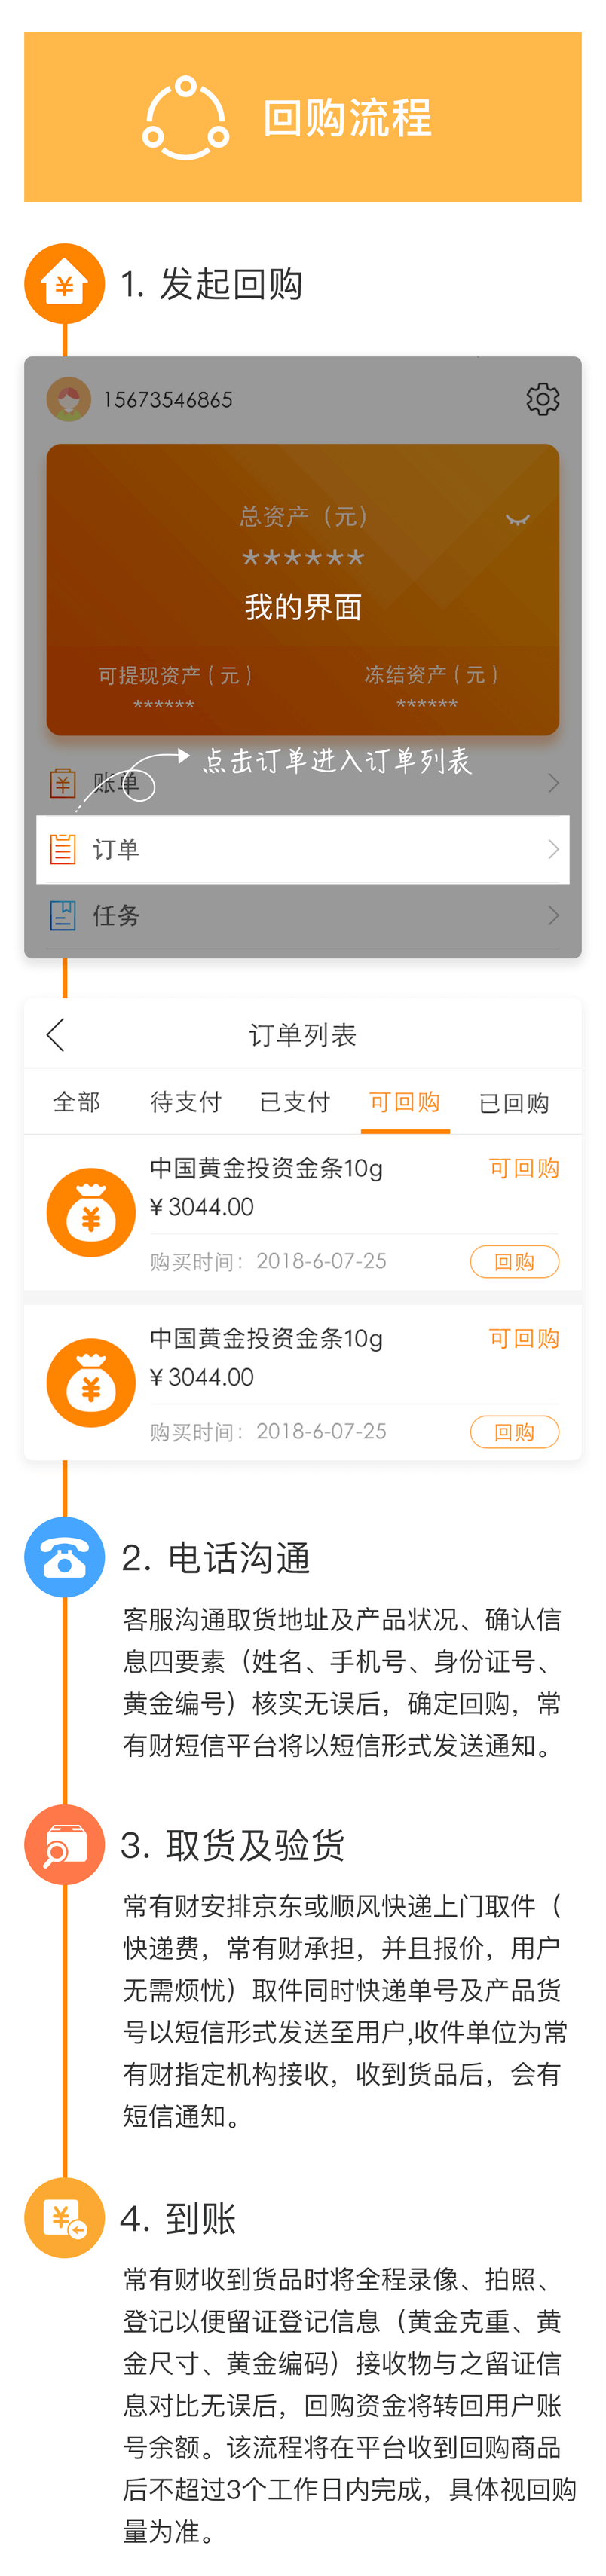 回购流程
1. 发起回购
15673546865
总资产（元）
******
我的界面
可提现资产（元） 冻结资产（元）
****** ******
点击订单进入订单列表
账单
订单
任务
订单列表
全部 待支付 已支付 可回购 已回购
中国黄金投资金条10g 可回购
¥3044.00
购买时间：2018-6-07-25 回购
中国黄金投资金条10g 可回购
¥3044.00
购买时间：2018-6-07-25 回购
2. 电话沟通
客服沟通取货地址及产品状况、确认信
息四要素（姓名、手机号、身份证号、
黄金编号）核实无误后，确定回购，常
有财短信平台将以短信形式发送通知。
3. 取货及验货
常有财安排京东或顺风快递上门取件（
快递费，常有财承担，并且报价，用户
无需烦忧）取件同时快递单号及产品货
号以短信形式发送至用户,收件单位为常
有财指定机构接收，收到货品后，会有
短信通知。
4. 到账
常有财收到货品时将全程录像、拍照、
登记以便留证登记信息（黄金克重、黄
金尺寸、黄金编码）接收物与之留证信
息对比无误后，回购资金将转回用户账
号余额。该流程将在平台收到回购商品
后不超过3个工作日内完成，具体视回购
量为准。